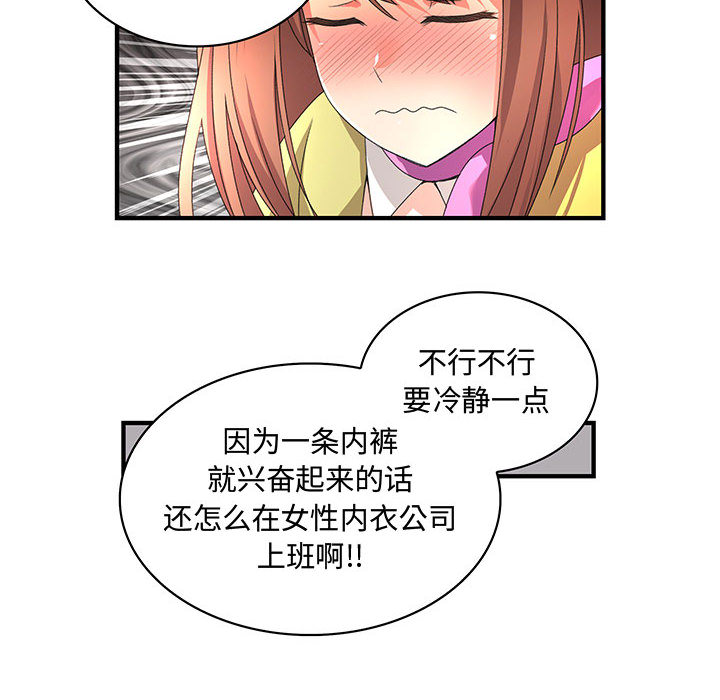 不行不行
要冷静一点
因为一条内裤
就兴奋起来的话
还怎么在女性内衣公司
上班啊!!